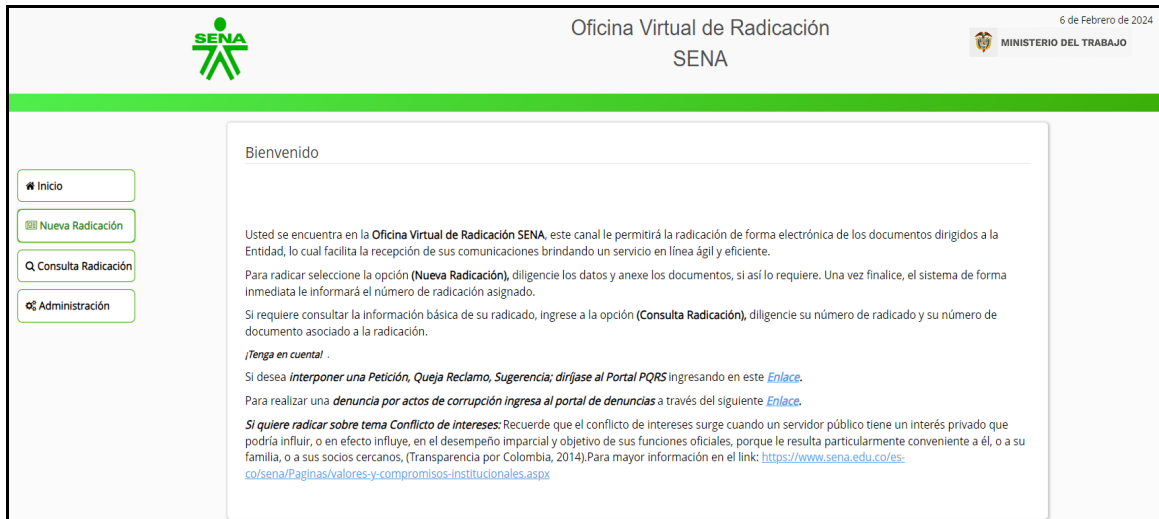 SENA
Oficina Virtual de Radicación
SENA
6 de Febrero de 2024
MINISTERIO DEL TRABAJO
Inicio
Nueva Radicación
Consulta Radicación
Administración
Bienvenido
Usted se encuentra en la Oficina Virtual de Radicación SENA, este canal le permitirá la radicación de forma electrónica de los documentos dirigidos a la
Entidad, lo cual facilita la recepción de sus comunicaciones brindando un servicio en línea ágil y eficiente.
Para radicar seleccione la opción (Nueva Radicación), diligencie los datos y anexe los documentos, si así lo requiere. Una vez finalice, el sistema de forma
inmediata le informará el número de radicación asignado.
Si requiere consultar la información básica de su radicado, ingrese a la opción (Consulta Radicación), diligencie su número de radicado y su número de
documento asociado a la radicación.
¡Tenga en cuenta! .
Si desea interponer una Petición, Queja Reclamo, Sugerencia; diríjase al Portal PQRS ingresando en este Enlace.
Para realizar una denuncia por actos de corrupción ingresa al portal de denuncias a través del siguiente Enlace.
Si quiere radicar sobre tema Conflicto de intereses: Recuerde que el conflicto de intereses surge cuando un servidor público tiene un interés privado que
podría influir, o en efecto influye, en el desempeño imparcial y objetivo de sus funciones oficiales, porque le resulta particularmente conveniente a él, o a su
familia, o a sus socios cercanos, (Transparencia por Colombia, 2014).Para mayor información en el link: https://www.sena.edu.co/es-
co/sena/Paginas/valores-y-compromisos-institucionales.aspx